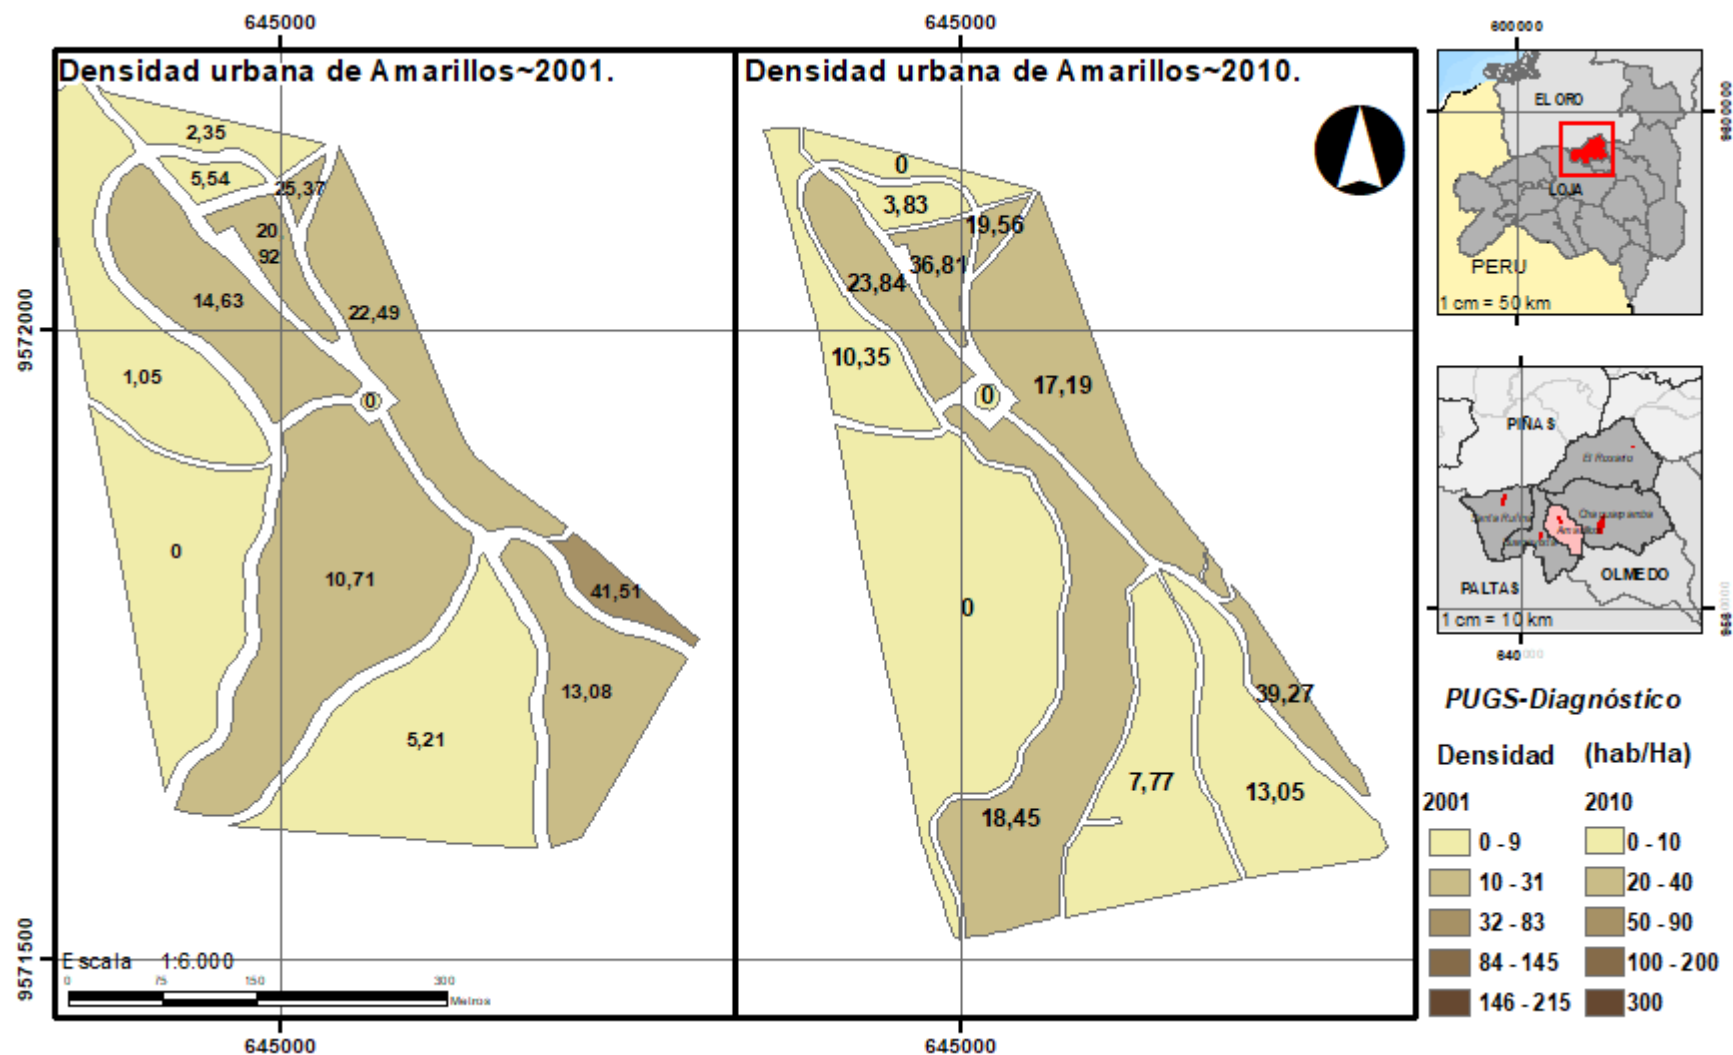 645000
645000
600000
Densidad urbana de Amarillos~2001.
Densidad urbana de Amarillos~2010.
9572000
9571500
2,35
5,54
25,37
20
92
14,63
22,49
1,05
0
0
10,71
41,51
13,08
5,21
Escala 1:6.000
0 75 150 300
Metros
645000
0
3,83
19,56
36,81
23,84
10,35
17,19
0
0
39,27
7,77
13,05
18,45
645000
EL ORO
LOJA
PERU
1 cm = 50 km
PIÑAS
El Rosario
Santa Rufina
Chaguarpamba
Amarillos
PALTAS
OLMEDO
1 cm = 10 km
PUGS-Diagnóstico
Densidad (hab/Ha)
2001 2010
0 - 9 0 - 10
10 - 31 20 - 40
32 - 83 50 - 90
84 - 145 100 - 200
146 - 215 300